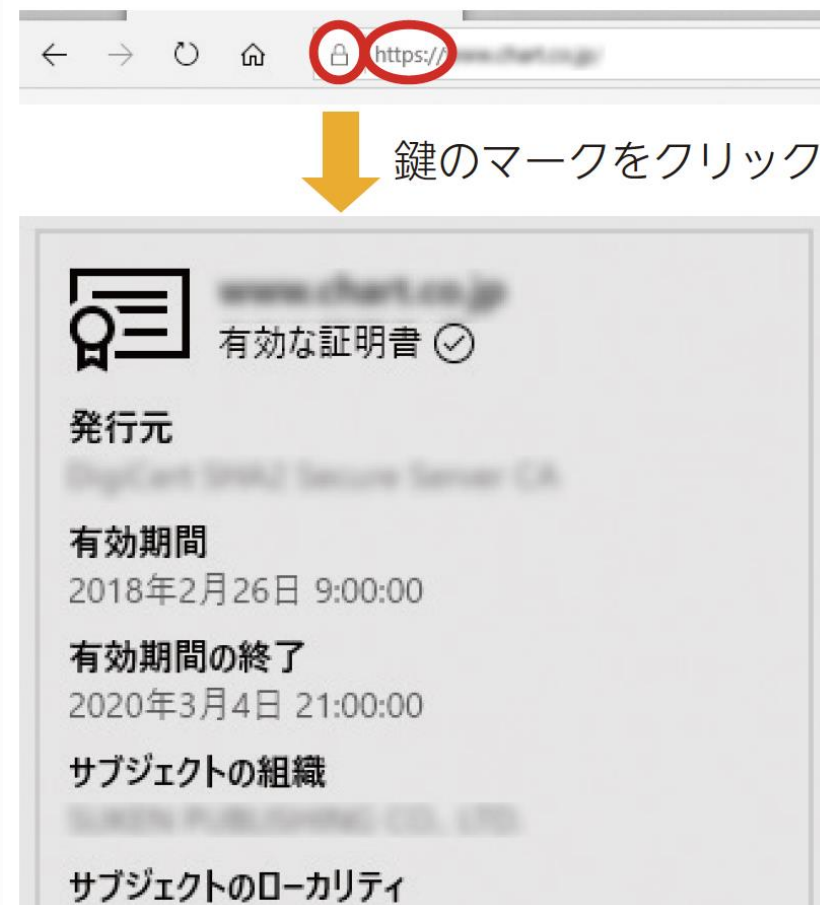 https://
鍵のマークをクリック
有効な証明書
発行元
有効期間
2018年2月26日 9:00:00
有効期間の終了
2020年3月4日 21:00:00
サブジェクトの組織
サブジェクトのローカリティ